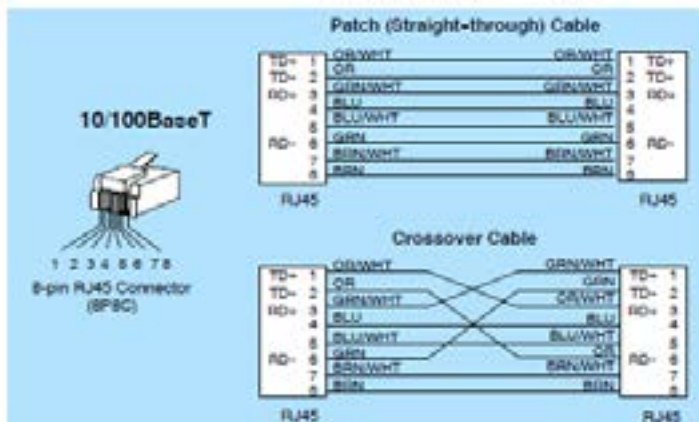 Patch (Straight-through) Cable
TD+ 1 OR/WHT OR/WHT 1 TD+
TD+ 2 OR OR 2 TD+
RD+ 3 GRN/WHT GRN/WHT 3 RD+
4 BLU BLU 4
5 BLU/WHT BLU/WHT 5
RD- 6 GRN GRN 6 RD-
7 BRN/WHT BRN/WHT 7
8 BRN BRN 8
RJ45 RJ45
10/100BaseT
1 2 3 4 5 6 7 8
8-pin RJ45 Connector
(8P8C)
Crossover Cable
TD+ 1 OR/WHT GRN/WHT 1 TD+
TD+ 2 OR GRN 2 TD+
RD+ 3 GRN/WHT OR/WHT 3 RD+
4 BLU BLU 4
5 BLU/WHT BLU/WHT 5
RD- 6 GRN OR 6 RD-
7 BRN/WHT BRN/WHT 7
8 BRN BRN 8
RJ45 RJ45